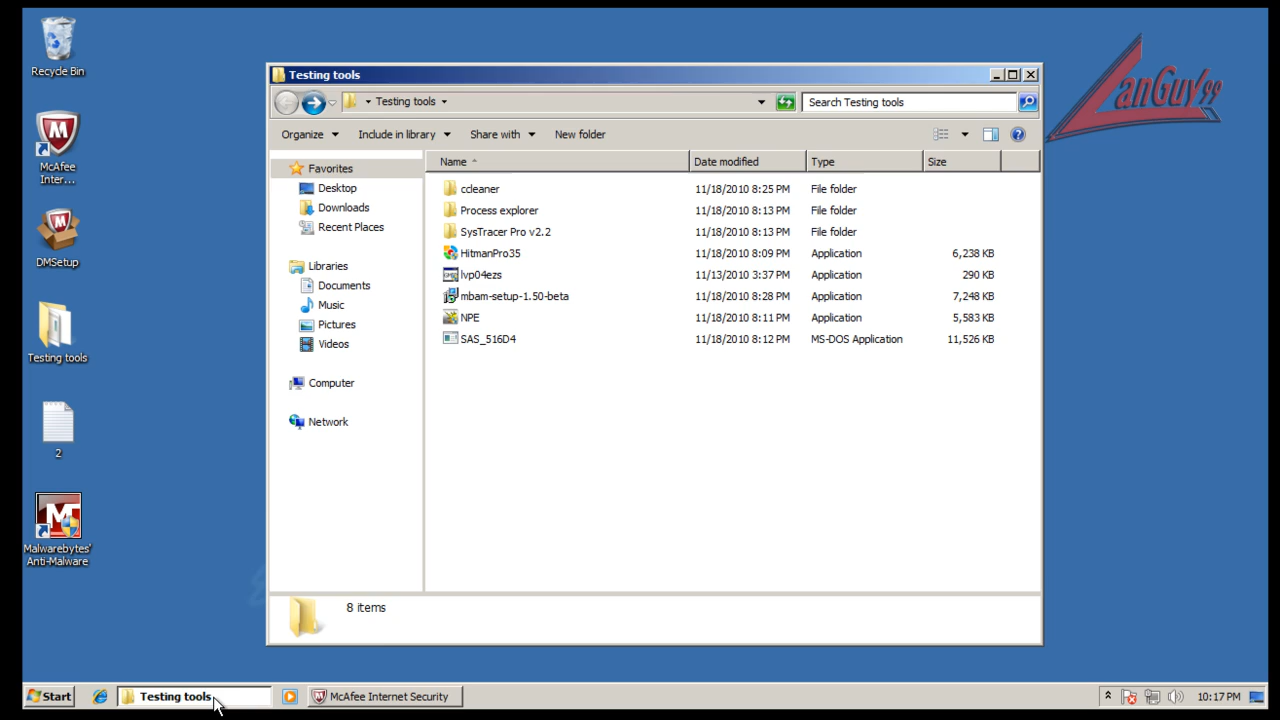 Recycle Bin
McAfee
Inter...
DMSetup
Testing tools
2
Malwarebytes'
Anti-Malware
Testing tools
Testing tools
Search Testing tools
Organize
Include in library
Share with
New folder
Favorites
Desktop
Downloads
Recent Places
Libraries
Documents
Music
Pictures
Videos
Computer
Network
Name Date modified Type Size
ccleaner 11/18/2010 8:25 PM File folder
Process explorer 11/18/2010 8:13 PM File folder
SysTracer Pro v2.2 11/18/2010 8:13 PM File folder
HitmanPro35 11/18/2010 8:09 PM Application 6,238 KB
lvp04ezs 11/13/2010 3:37 PM Application 290 KB
mbam-setup-1.50-beta 11/18/2010 8:28 PM Application 7,248 KB
NPE 11/18/2010 8:11 PM Application 5,583 KB
SAS_516D4 11/18/2010 8:12 PM MS-DOS Application 11,526 KB
8 items
LanGuy99
Start
Testing tools
McAfee Internet Security
10:17 PM